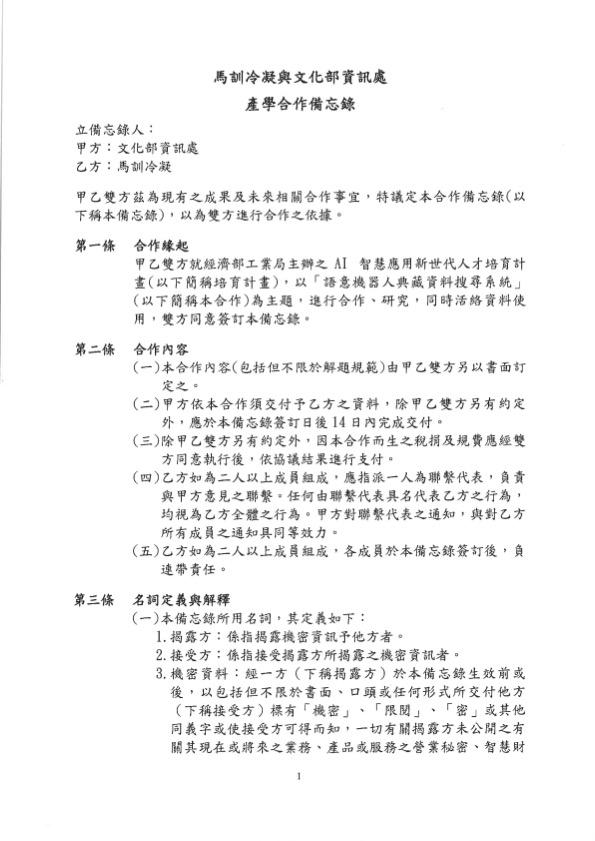 馬訓冷凝與文化部資訊處
產學合作備忘錄
立備忘錄人：
甲方：文化部資訊處
乙方：馬訓冷凝
甲乙雙方茲為現有之成果及未來相關合作事宜，特議定本合作備忘錄(以
下稱本備忘錄)，以為雙方進行合作之依據。
第一條 合作緣起
甲乙雙方就經濟部工業局主辦之 AI 智慧應用新世代人才培育計
畫(以下簡稱培育計畫)，以「語意機器人典藏資料搜尋系統」
(以下簡稱本合作)為主題，進行合作、研究，同時活絡資料使
用，雙方同意簽訂本備忘錄。
第二條 合作內容
(一)本合作內容(包括但不限於解題規範)由甲乙雙方另以書面訂
定之。
(二)甲方依本合作須交付予乙方之資料，除甲乙雙方另有約定
外，應於本備忘錄簽訂日後 14 日內完成交付。
(三)除甲乙雙方另有約定外，因本合作而生之稅捐及規費應經雙
方同意執行後，依協議結果進行支付。
(四)乙方如為二人以上成員組成，應指派一人為聯繫代表，負責
與甲方意見之聯繫。任何由聯繫代表具名代表乙方之行為，
均視為乙方全體之行為。甲方對聯繫代表之通知，與對乙方
所有成員之通知具同等效力。
(五)乙方如為二人以上成員組成，各成員於本備忘錄簽訂後，負
連帶責任。
第三條 名詞定義與解釋
(一)本備忘錄所用名詞，其定義如下：
1.揭露方：係指揭露機密資訊予他方者。
2.接受方：係指接受揭露方所揭露之機密資訊者。
3.機密資料：經一方（下稱揭露方）於本備忘錄生效前或
後，以包括但不限於書面、口頭或任何形式所交付他方
（下稱接受方）標有「機密」、「限閱」、「密」或其他
同義字或使接受方可得而知，一切有關揭露方未公開之有
關其現在或將來之業務、產品或服務之營業秘密、智慧財
1